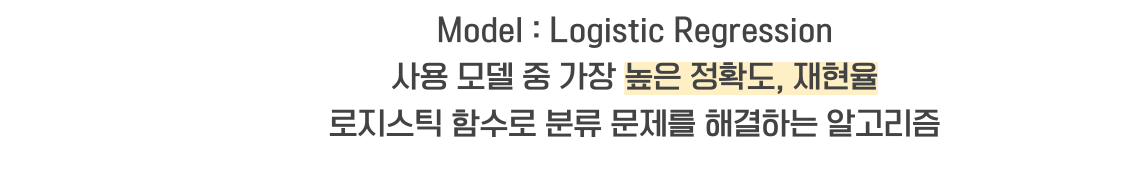 Model : Logistic Regression
사용 모델 중 가장 높은 정확도, 재현율
로지스틱 함수로 분류 문제를 해결하는 알고리즘